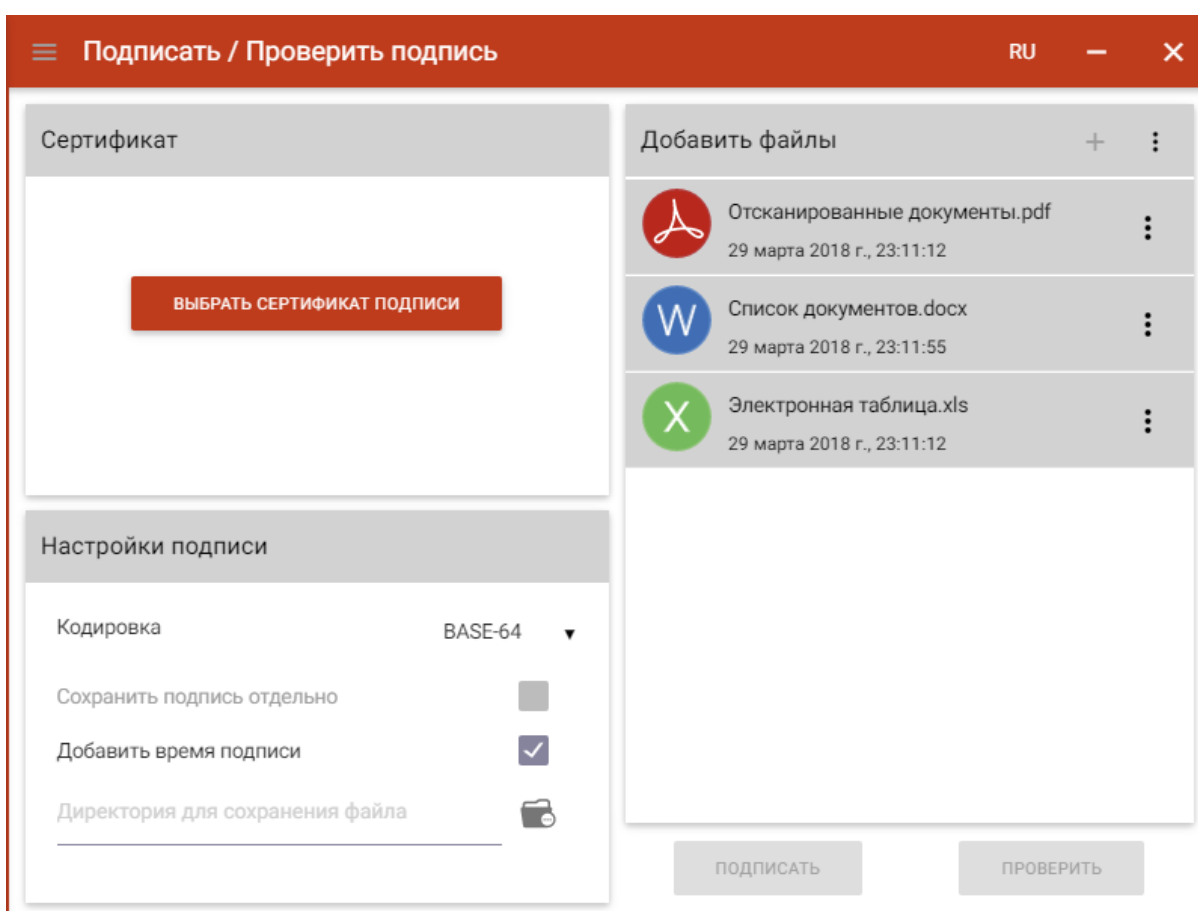 Подписать / Проверить подпись
RU
Сертификат
ВЫБРАТЬ СЕРТИФИКАТ ПОДПИСИ
Настройки подписи
Кодировка
BASE-64
Сохранить подпись отдельно
Добавить время подписи
Директория для сохранения файла
Добавить файлы
Отсканированные документы.pdf
29 марта 2018 г., 23:11:12
W
Список документов.docx
29 марта 2018 г., 23:11:55
X
Электронная таблица.xls
29 марта 2018 г., 23:11:12
ПОДПИСАТЬ
ПРОВЕРИТЬ